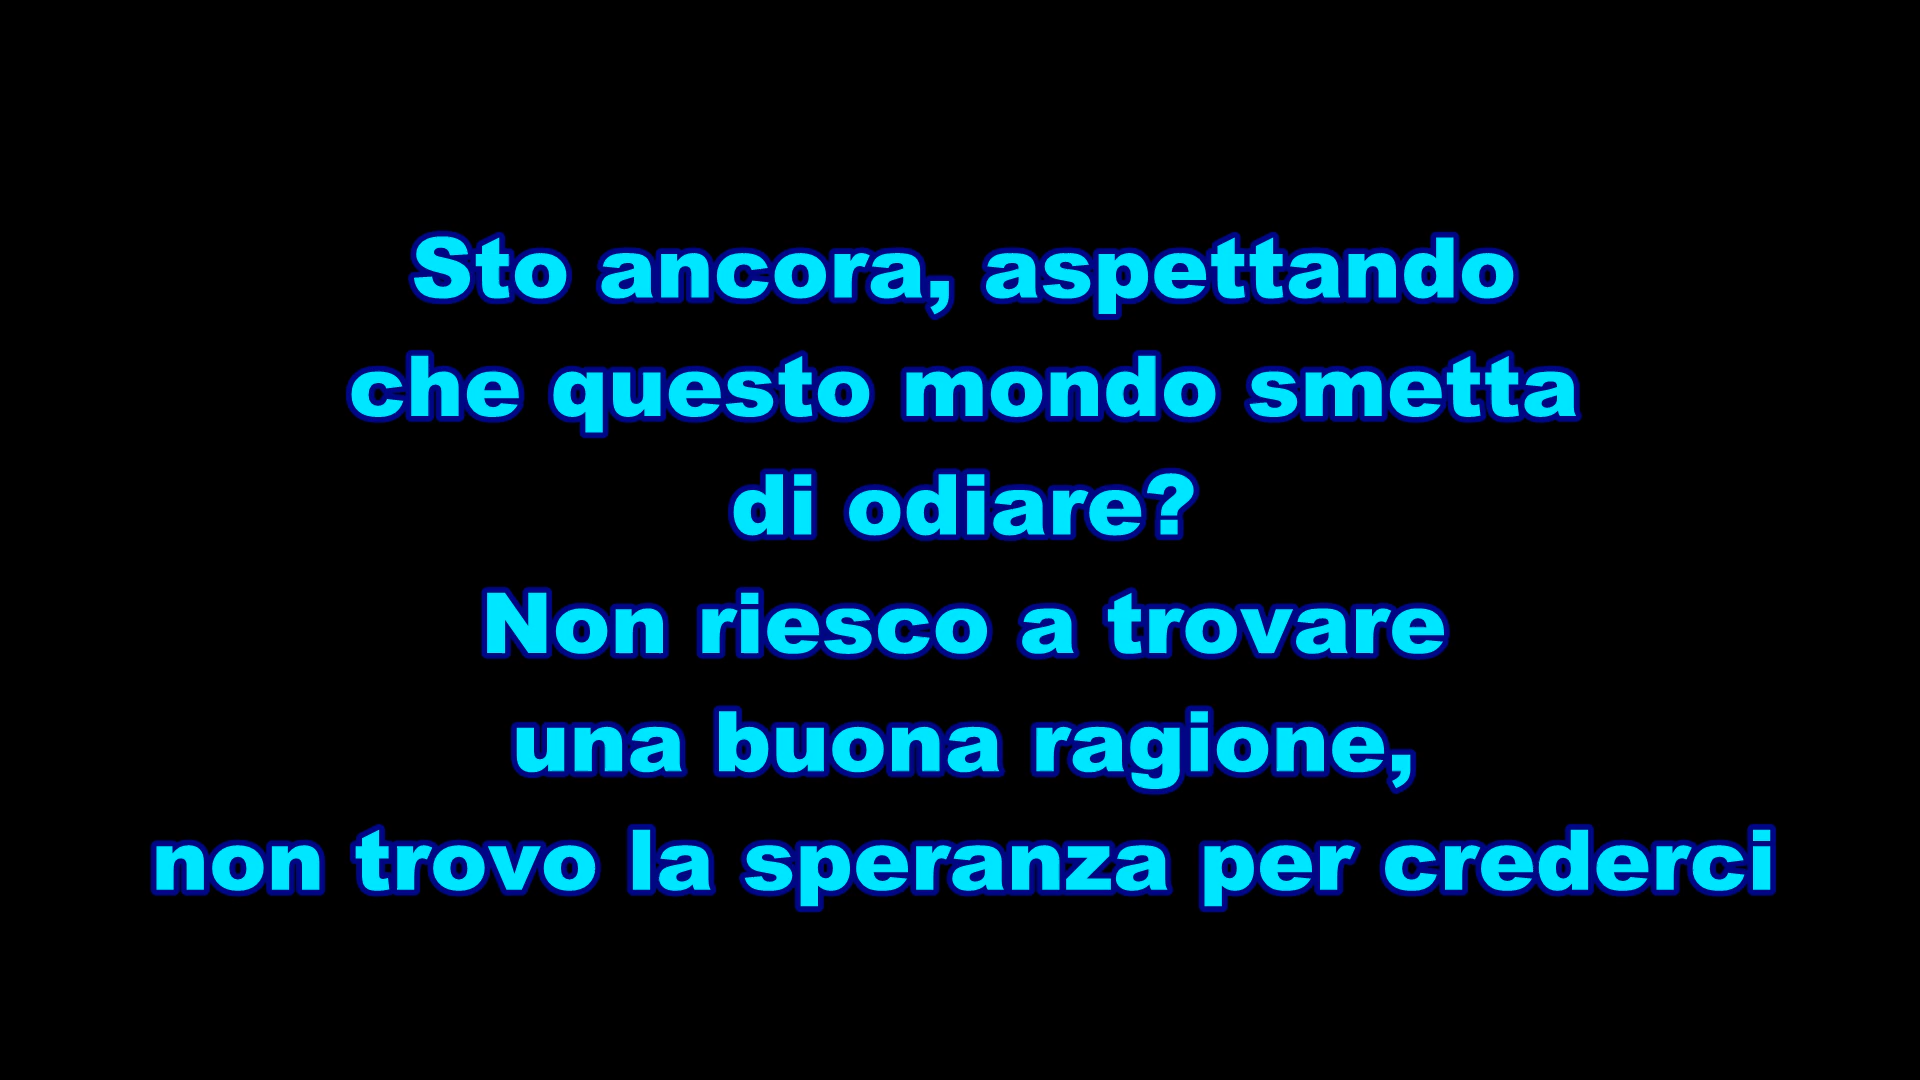 Sto ancora, aspettando
che questo mondo smetta
di odiare?
Non riesco a trovare
una buona ragione,
non trovo la speranza per crederci